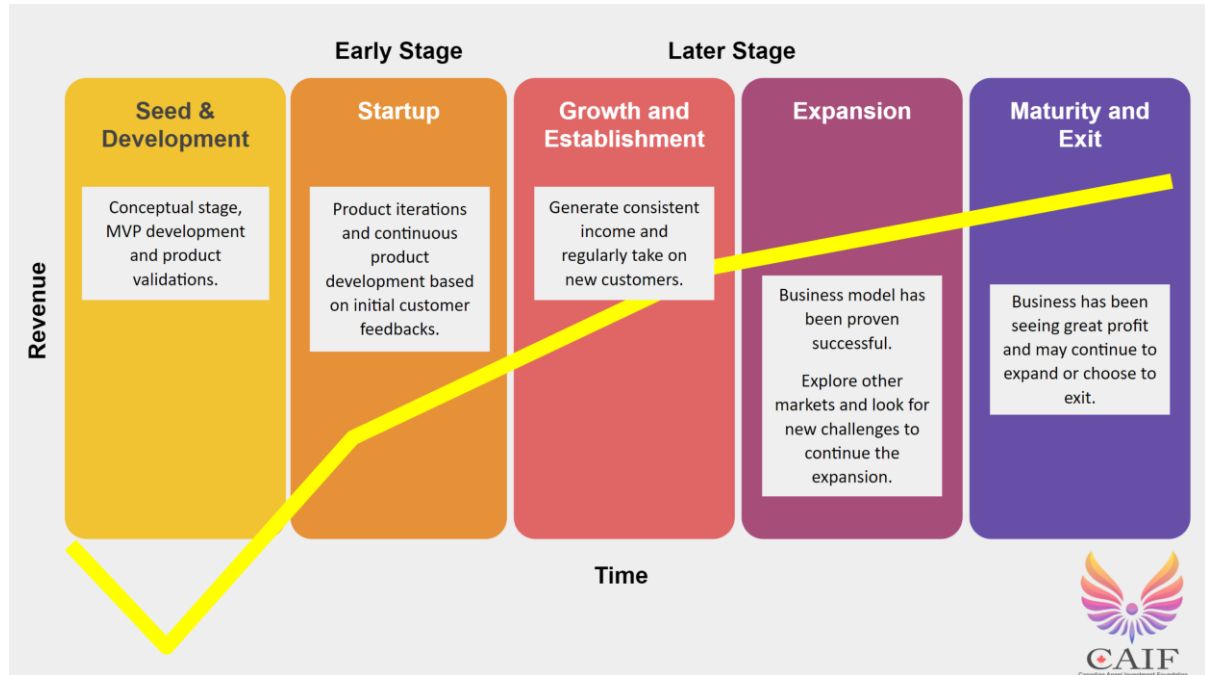 Early Stage
Later Stage
Seed &
Development
Startup
Growth and
Establishment
Expansion
Maturity and
Exit
Conceptual stage,
MVP development
and product
validations.
Product iterations
and continuous
product
development based
on initial customer
feedbacks.
Generate consistent
income and
regularly take on
new customers.
Business model has
been proven
successful.
Explore other
markets and look for
new challenges to
continue the
expansion.
Business has been
seeing great profit
and may continue to
expand or choose to
exit.
Revenue
Time
CAIF
Canadian Angel Investment Foundation